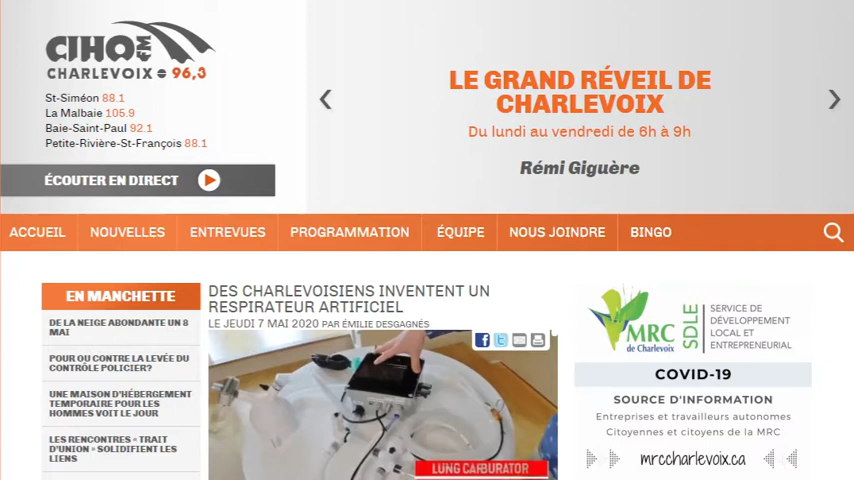 CIHO FM
CHARLEVOIX 96,3
St-Siméon 88.1
La Malbaie 105.9
Baie-Saint-Paul 92.1
Petite-Rivière-St-François 88.1
ÉCOUTER EN DIRECT
LE GRAND RÉVEIL DE
CHARLEVOIX
Du lundi au vendredi de 6h à 9h
Rémi Giguère
ACCUEIL NOUVELLES ENTREVUES PROGRAMMATION ÉQUIPE NOUS JOINDRE BINGO
EN MANCHETTE
DE LA NEIGE ABONDANTE UN 8
MAI
POUR OU CONTRE LA LEVÉE DU
CONTRÔLE POLICIER?
UNE MAISON D'HÉBERGEMENT
TEMPORAIRE POUR LES
HOMMES VOIT LE JOUR
LES RENCONTRES « TRAIT
D'UNION » SOLIDIFIENT LES
LIENS
DES CHARLEVOISIENS INVENTENT UN
RESPIRATEUR ARTIFICIEL
LE JEUDI 7 MAI 2020 PAR ÉMILIE DESGAGNÉS
LUNG CARBURATOR
MRC
de Charlevoix
SDLE
SERVICE DE
DÉVELOPPEMENT
LOCAL ET
ENTREPRENEURIAL
COVID-19
SOURCE D'INFORMATION
Entreprises et travailleurs autonomes
Citoyennes et citoyens de la MRC
mrccharlevoix.ca